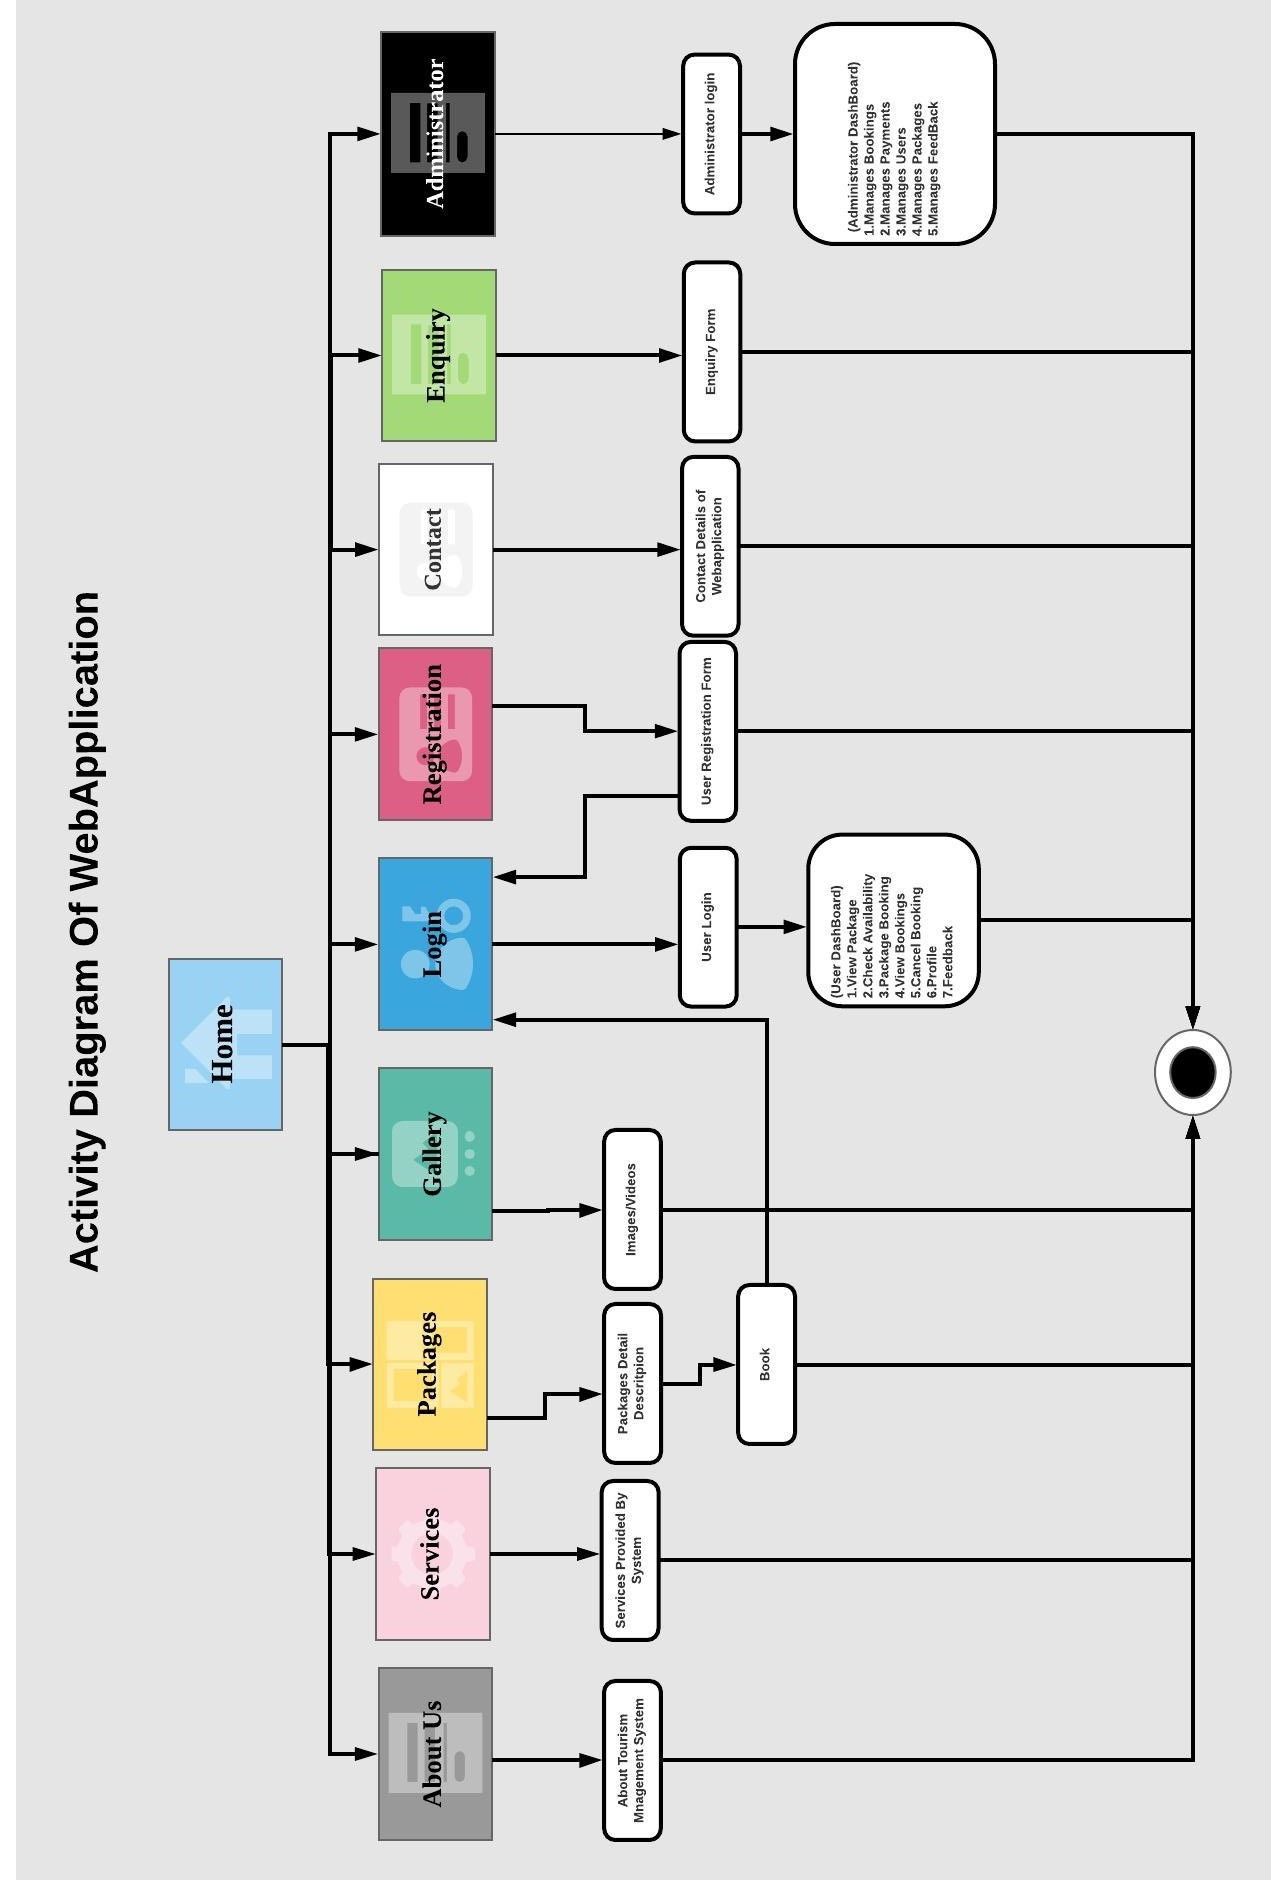 Activity Diagram Of WebApplication
Home
About Us
Services
Packages
Gallery
Login
Registration
Contact
Enquiry
Administrator
About Tourism
Mnagement System
Services Provided By
System
Packages Detail
Descritpion
Images/Videos
User Login
User Registration Form
Contact Details of
Webapplication
Enquiry Form
Administrator login
Book
(User DashBoard)
1.View Package
2.Check Availability
3.Package Booking
4.View Bookings
5.Cancel Booking
6.Profile
7.Feedback
(Administrator DashBoard)
1.Manages Bookings
2.Manages Payments
3.Manages Users
4.Manages Packages
5.Manages FeedBack